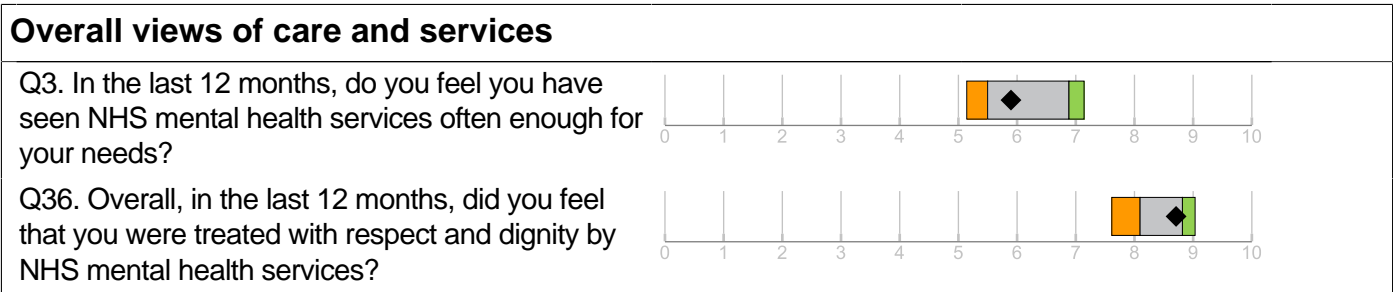 Overall views of care and services
Q3. In the last 12 months, do you feel you have
seen NHS mental health services often enough for
your needs?
0 1 2 3 4 5 6 7 8 9 10
Q36. Overall, in the last 12 months, did you feel
that you were treated with respect and dignity by
NHS mental health services?
0 1 2 3 4 5 6 7 8 9 10